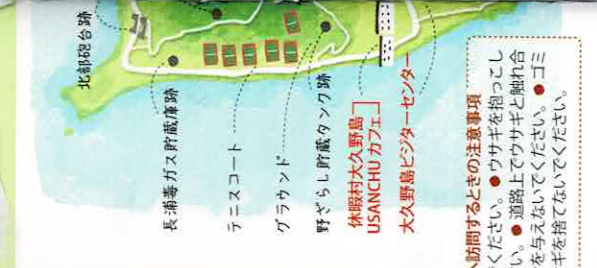 北部砲台跡
長浦毒ガス貯蔵庫跡
テニスコート
グラウンド
野ざらし貯蔵タンク跡
休暇村大久野島
USANCHU カフェ
大久野島ビジターセンター
訪問するときの注意事項
ください。● ウサギを抱っこし
い。● 道路上でウサギと触れ合
を与えないでください。● ゴミ
ギを捨てないでください。